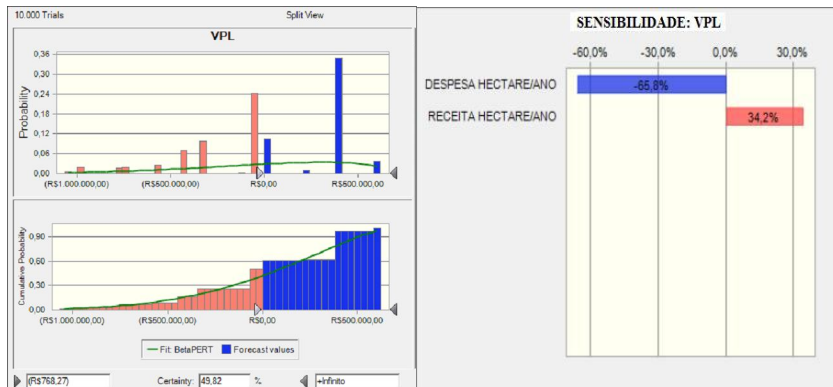 10.000 Trials
Split View
VPL
0,36
0,30
0,24
0,18
0,12
0,06
0,00
Probability
(R$1.000.000,00)
(R$500.000,00)
R$0,00
R$500.000,00
0,90
0,60
0,30
0,00
Cumulative Probability
(R$1.000.000,00)
(R$500.000,00)
R$0,00
R$500.000,00
Fit: BetaPERT
Forecast values
(R$768,27)
Certainty:
49,82
%
+Infinito
SENSIBILIDADE: VPL
-60,0%
-30,0%
0,0%
30,0%
DESPESA HECTARE/ANO
-65,8%
RECEITA HECTARE/ANO
34,2%